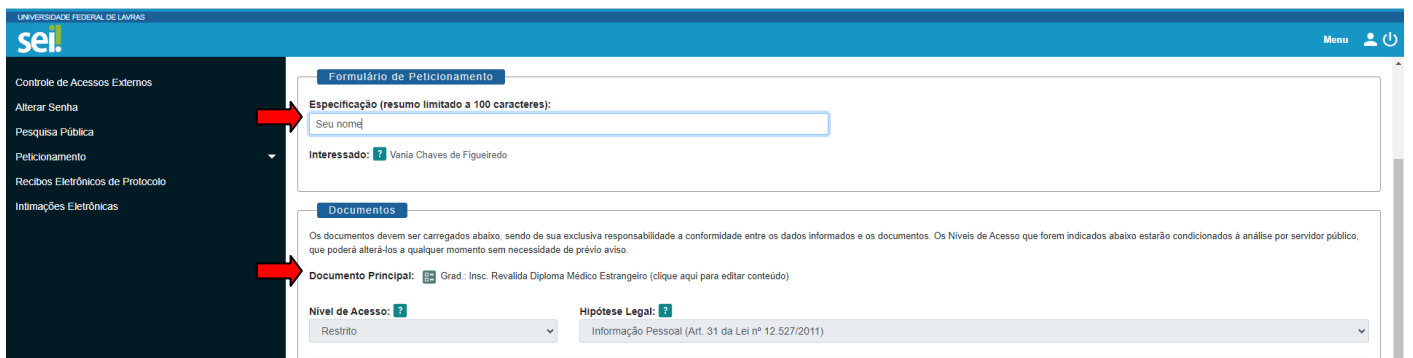 UNIVERSIDADE FEDERAL DE LAVRAS
sei!
Menu
Controle de Acessos Externos
Alterar Senha
Pesquisa Pública
Peticionamento
Recibos Eletrônicos de Protocolo
Intimações Eletrônicas
Formulário de Peticionamento
Especificação (resumo limitado a 100 caracteres):
Seu nome
Interessado: ? Vania Chaves de Figueiredo
Documentos
Os documentos devem ser carregados abaixo, sendo de sua exclusiva responsabilidade a conformidade entre os dados informados e os documentos. Os Níveis de Acesso que forem indicados abaixo estarão condicionados à análise por servidor público,
que poderá alterá-los a qualquer momento sem necessidade de prévio aviso.
Documento Principal: Grad.: Insc. Revalida Diploma Médico Estrangeiro (clique aqui para editar conteúdo)
Nível de Acesso: ? Hipótese Legal: ?
Restrito Informação Pessoal (Art. 31 da Lei nº 12.527/2011)